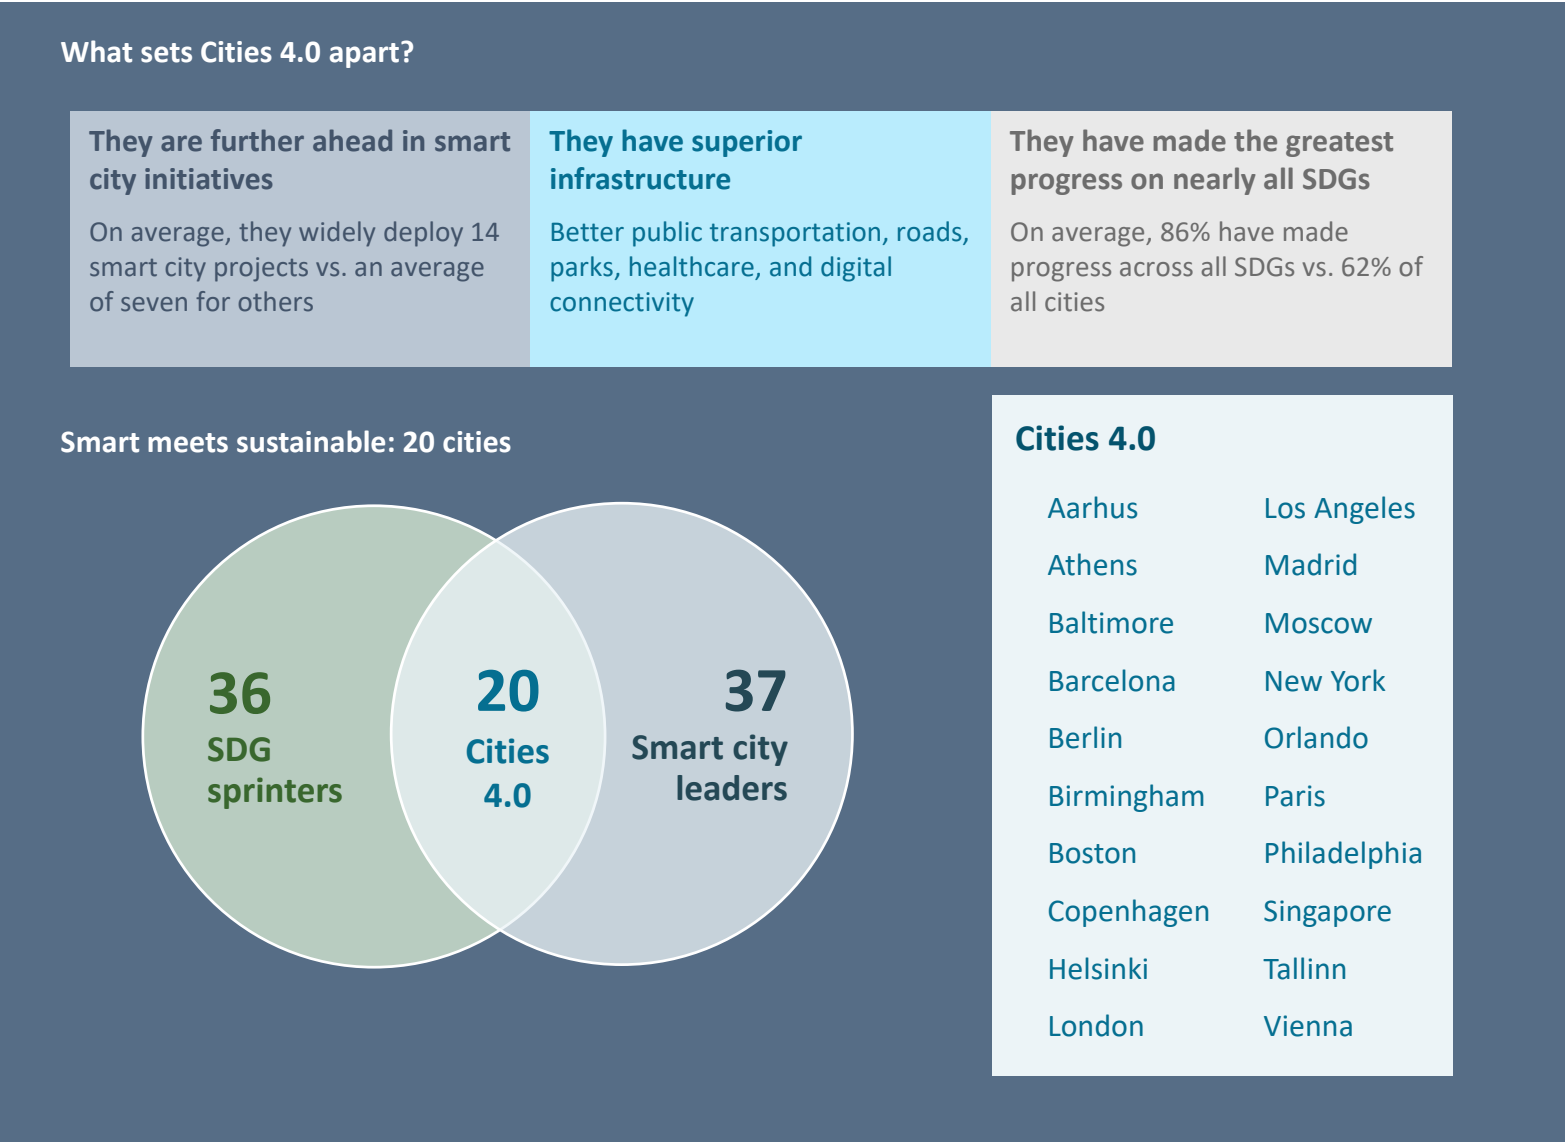 What sets Cities 4.0 apart?
They are further ahead in smart
city initiatives
On average, they widely deploy 14
smart city projects vs. an average
of seven for others
They have superior
infrastructure
Better public transportation, roads,
parks, healthcare, and digital
connectivity
They have made the greatest
progress on nearly all SDGs
On average, 86% have made
progress across all SDGs vs. 62% of
all cities
Smart meets sustainable: 20 cities
36
SDG
sprinters
20
Cities
4.0
37
Smart city
leaders
Cities 4.0
Aarhus
Athens
Baltimore
Barcelona
Berlin
Birmingham
Boston
Copenhagen
Helsinki
London
Los Angeles
Madrid
Moscow
New York
Orlando
Paris
Philadelphia
Singapore
Tallinn
Vienna